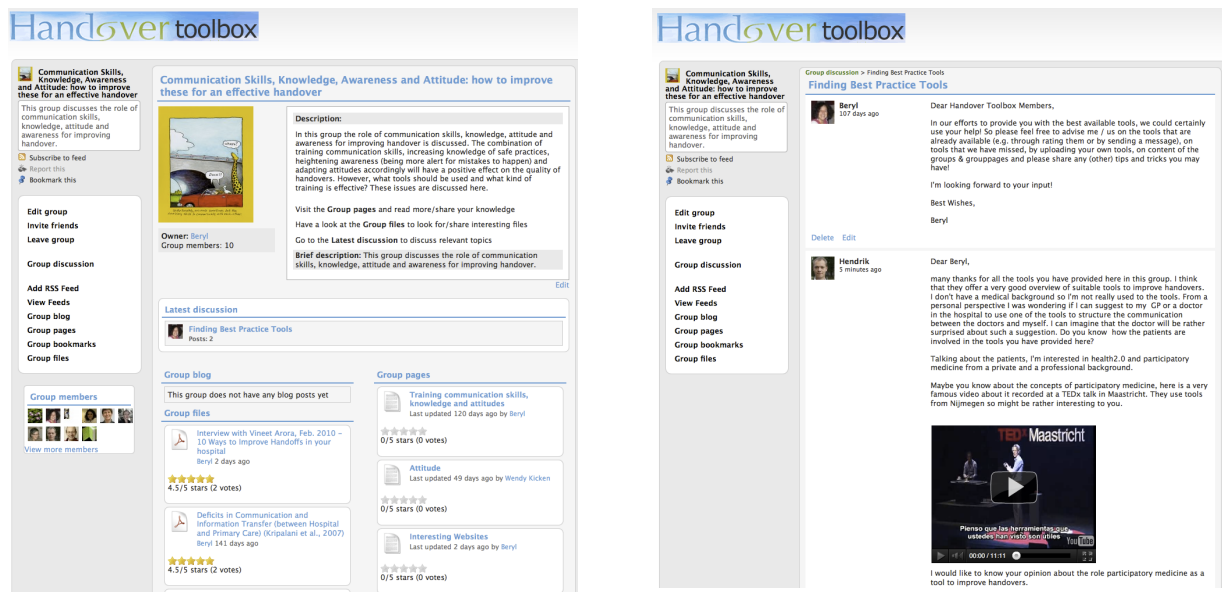 Handover toolbox
Communication Skills,
Knowledge, Awareness
and Attitude: how to improve
these for an effective handover
This group discusses the role of
communication skills,
knowledge, attitude and
awareness for improving
handover.
Subscribe to feed
Report this
Bookmark this
Edit group
Invite friends
Leave group
Group discussion
Add RSS Feed
View Feeds
Group blog
Group pages
Group bookmarks
Group files
Group members
View more members
Communication Skills, Knowledge, Awareness and Attitude: how to improve
these for an effective handover
Owner: Beryl
Group members: 10
Description:
In this group the role of communication skills, knowledge, attitude and
awareness for improving handover is discussed. The combination of
training communication skills, increasing knowledge of safe practices,
heightening awareness (being more alert for mistakes to happen) and
adapting attitudes accordingly will have a positive effect on the quality of
handovers. However, what tools should be used and what kind of
training is effective? These issues are discussed here.
Visit the Group pages and read more/share your knowledge
Have a look at the Group files to look for/share interesting files
Go to the Latest discussion to discuss relevant topics
Brief description: This group discusses the role of communication
skills, knowledge, attitude and awareness for improving handover.
Edit
Latest discussion
Finding Best Practice Tools
Posts: 2
Group blog
This group does not have any blog posts yet
Group files
Interview with Vineet Arora, Feb. 2010 –
10 Ways to Improve Handoffs in your
hospital
Beryl 2 days ago
4.5/5 stars (2 votes)
Deficits in Communication and
Information Transfer (between Hospital
and Primary Care) (Kripalani et al., 2007)
Beryl 141 days ago
4.5/5 stars (2 votes)
Group pages
Training communication skills,
knowledge and attitudes
Last updated 120 days ago by Beryl
0/5 stars (0 votes)
Attitude
Last updated 49 days ago by Wendy Kicken
0/5 stars (0 votes)
Interesting Websites
Last updated 2 days ago by Beryl
0/5 stars (0 votes)
Handover toolbox
Communication Skills,
Knowledge, Awareness
and Attitude: how to improve
these for an effective handover
This group discusses the role of
communication skills,
knowledge, attitude and
awareness for improving
handover.
Subscribe to feed
Report this
Bookmark this
Edit group
Invite friends
Leave group
Group discussion
Add RSS Feed
View Feeds
Group blog
Group pages
Group bookmarks
Group files
Group discussion > Finding Best Practice Tools
Finding Best Practice Tools
Beryl
107 days ago
Dear Handover Toolbox Members,
In our efforts to provide you with the best available tools, we could certainly
use your help! So please feel free to advise me / us on the tools that are
already available (e.g. through rating them or by sending a message), on
tools that we have missed, by uploading your own tools, on content of the
groups & grouppages and please share any (other) tips and tricks you may
have!
I'm looking forward to your input!
Best Wishes,
Beryl
Delete Edit
Hendrik
5 minutes ago
Dear Beryl,
many thanks for all the tools you have provided here in this group. I think
that they offer a very good overview of suitable tools to improve handovers.
I don't have a medical background so I'm not really used to the tools. From a
personal perspective I was wondering if I can suggest to my GP or a doctor
in the hospital to use one of the tools to structure the communication
between the doctors and myself. I can imagine that the doctor will be rather
surprised about such a suggestion. Do you know how the patients are
involved in the tools you have provided here?
Talking about the patients, I'm interested in health2.0 and participatory
medicine from a private and a professional background.
Maybe you know about the concepts of participatory medicine, here is a very
famous video about it recorded at a TEDx talk in Maastricht. They use tools
from Nijmegen so might be rather interesting to you.
TEDx Maastricht
Pienso que las herramientas que
ustedes han visto son útiles
YouTube
00:00 / 11:11
I would like to know your opinion about the role participatory medicine as a
tool to improve handovers.